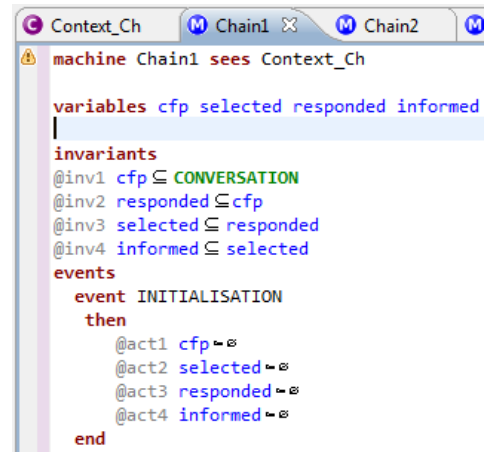 Context_Ch Chain1 Chain2
machine Chain1 sees Context_Ch
variables cfp selected responded informed
invariants
@inv1 cfp ⊆ CONVERSATION
@inv2 responded ⊆ cfp
@inv3 selected ⊆ responded
@inv4 informed ⊆ selected
events
event INITIALISATION
then
@act1 cfp ≔ ∅
@act2 selected ≔ ∅
@act3 responded ≔ ∅
@act4 informed ≔ ∅
end